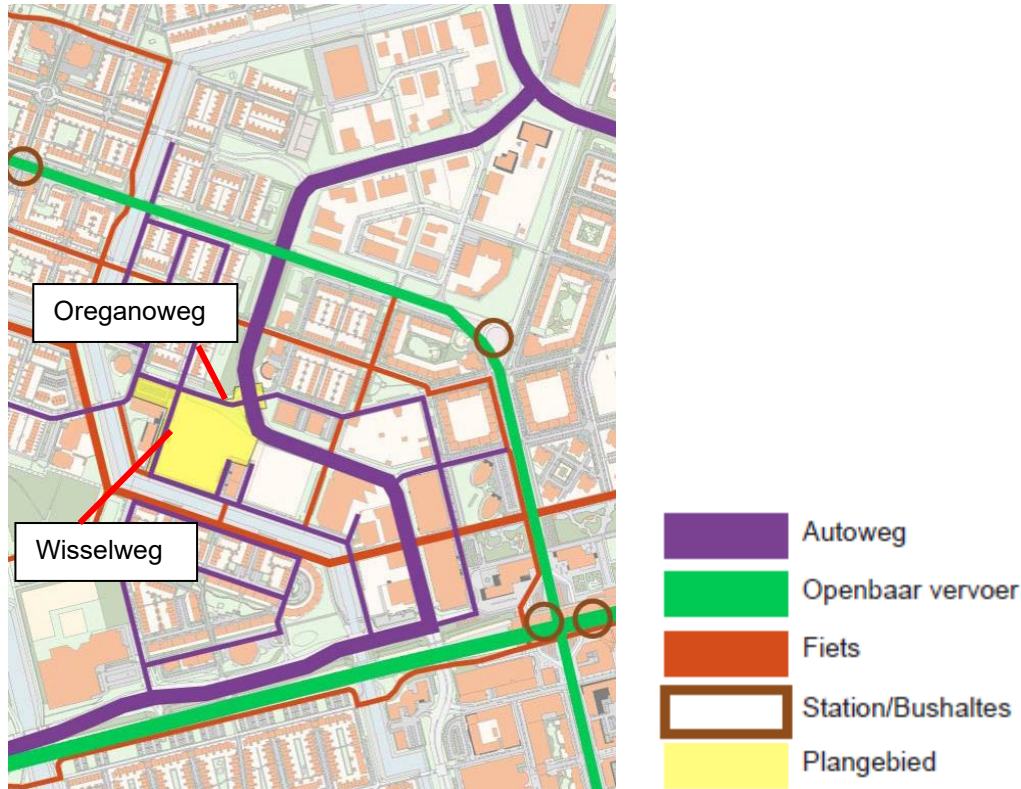 Oreganoweg
Wisselweg
Autoweg
Openbaar vervoer
Fiets
Station/Bushaltes
Plangebied